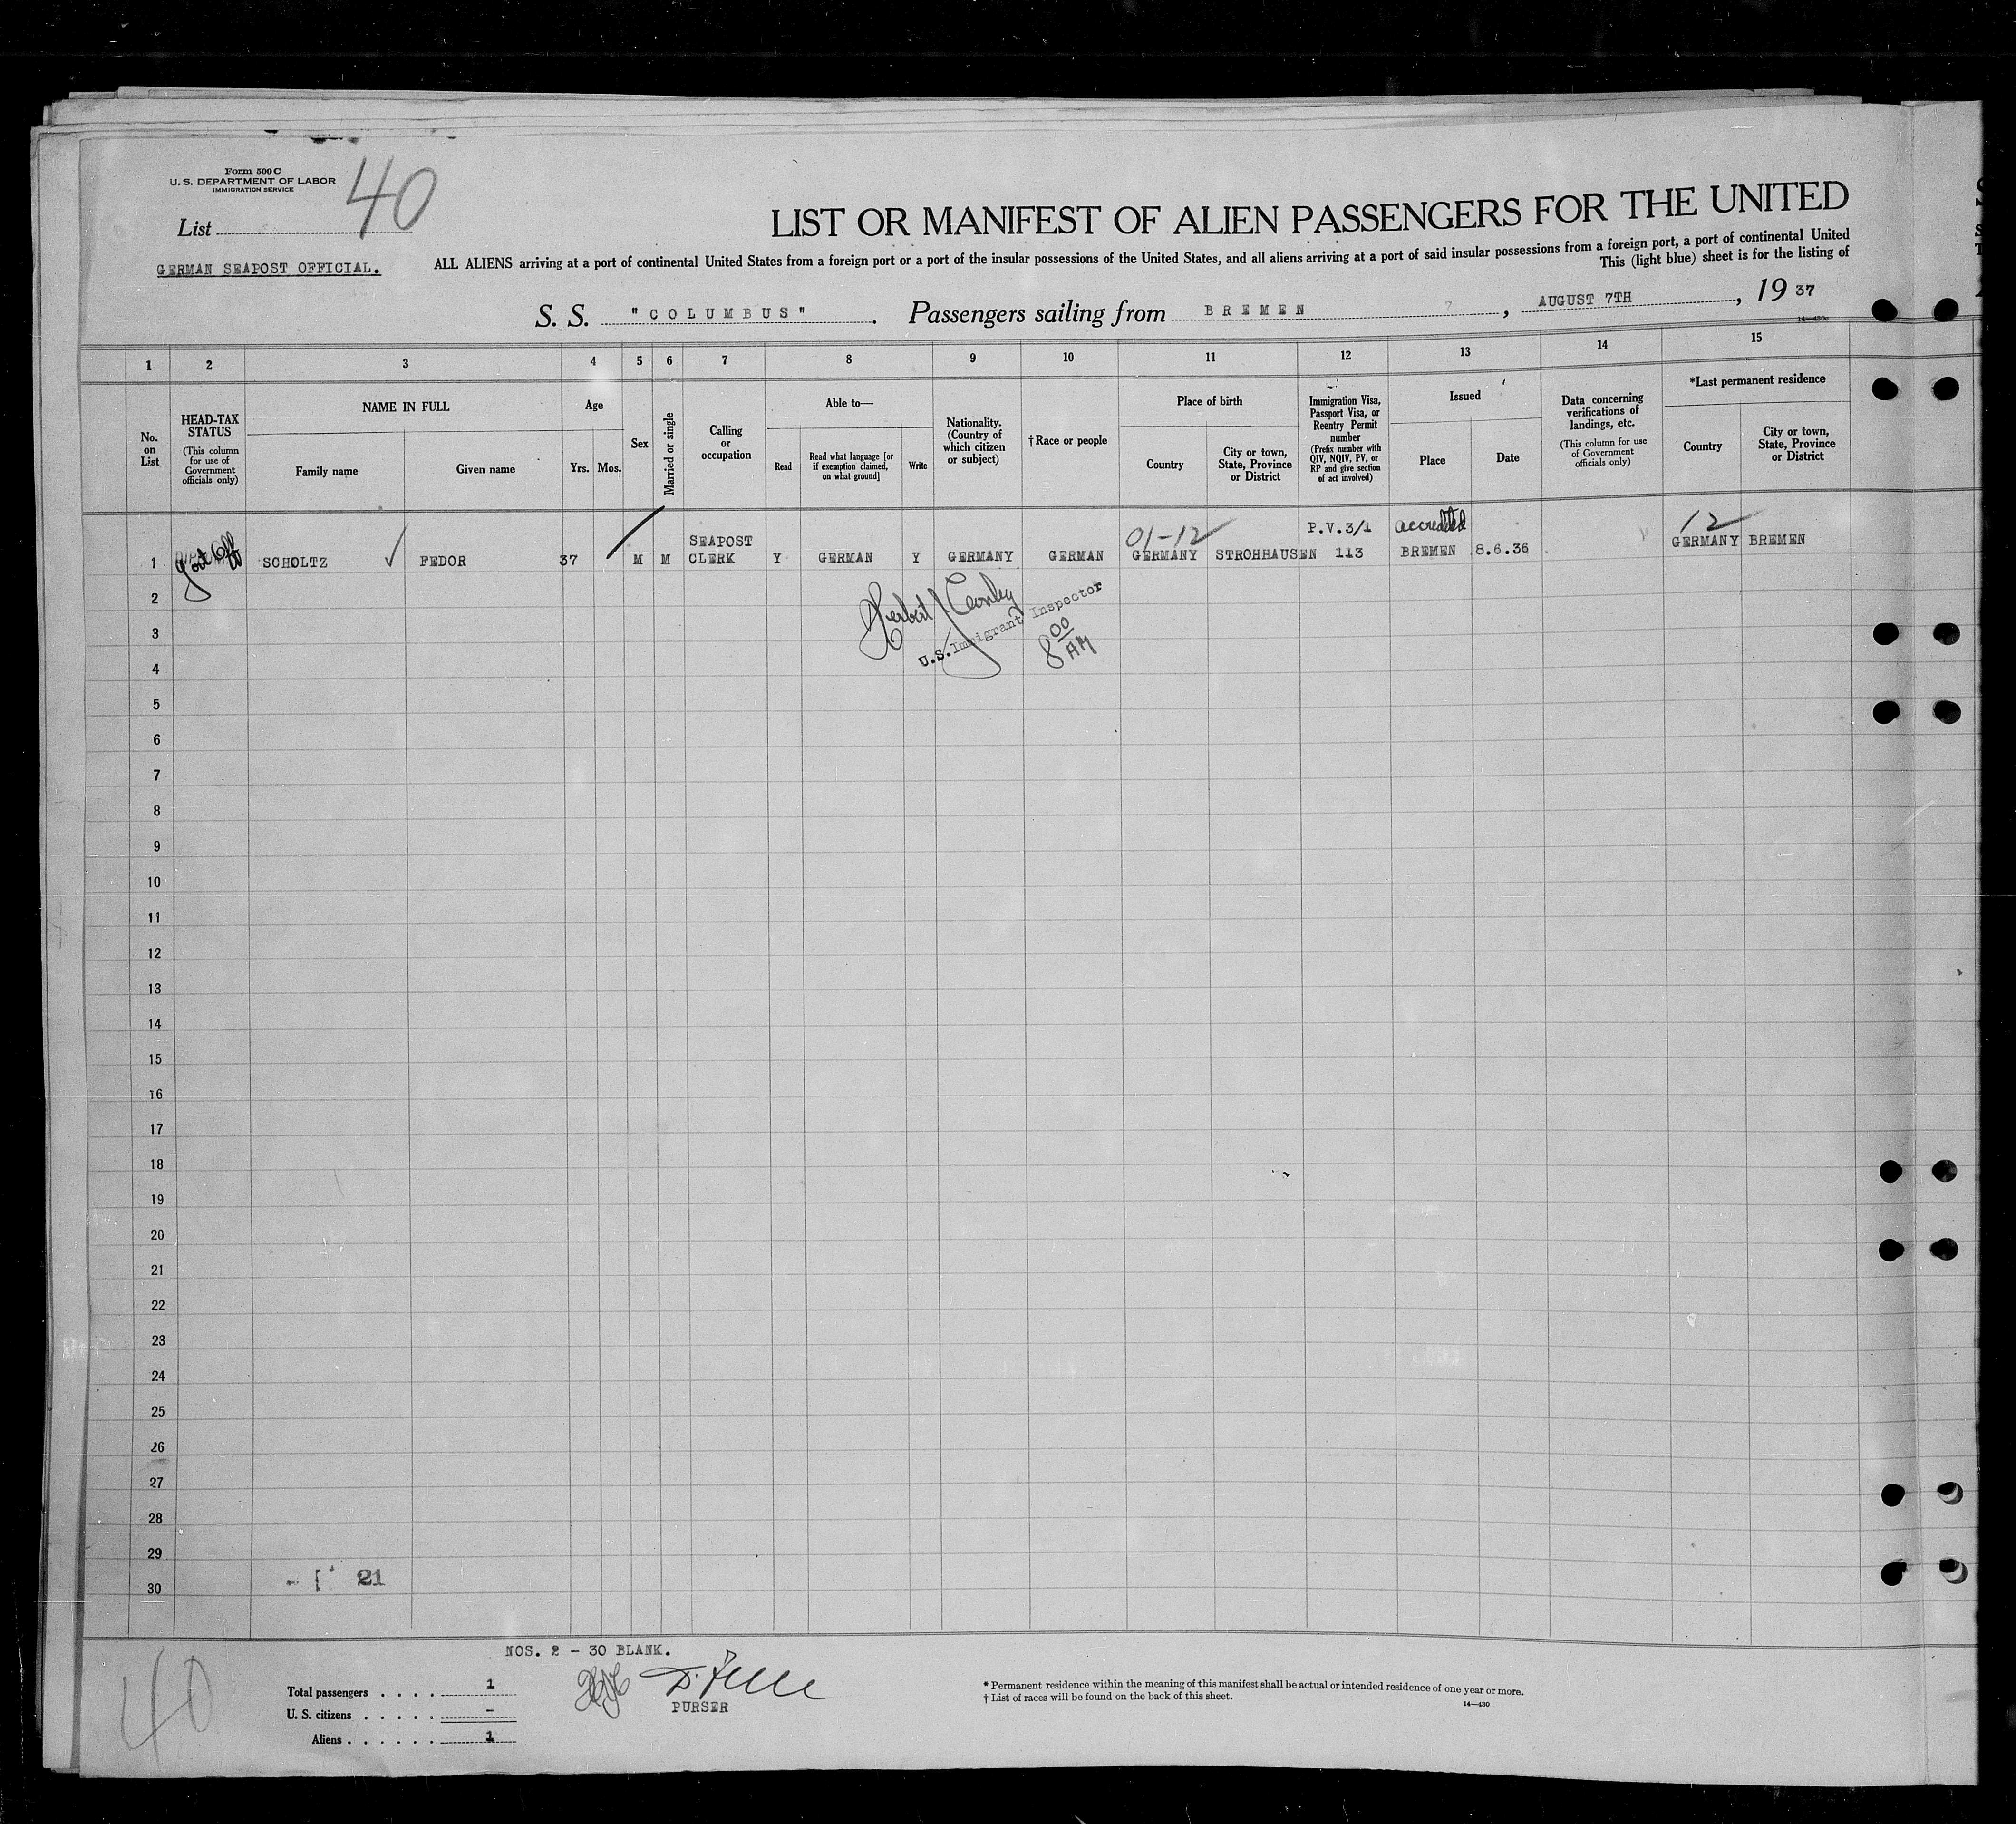 Form 500 C
U. S. DEPARTMENT OF LABOR
IMMIGRATION SERVICE
List 40
GERMAN SEAPOST OFFICIAL.
LIST OR MANIFEST OF ALIEN PASSENGERS FOR THE UNITED
ALL ALIENS arriving at a port of continental United States from a foreign port or a port of the insular possessions of the United States, and all aliens arriving at a port of said insular possessions from a foreign port, a port of continental United
This (light blue) sheet is for the listing of
S. S. "COLUMBUS". Passengers sailing from BREMEN, AUGUST 7TH, 19 37
14—430
1 2 3 4 5 6 7 8 9 10 11 12 13 14 15
No. on List
HEAD-TAX STATUS
(This column for use of Government officials only)
NAME IN FULL
Family name
Given name
Age
Yrs. Mos.
Sex
Married or single
Calling or occupation
Able to—
Read
Read what language [or if exemption claimed, on what ground]
Write
Nationality. (Country of which citizen or subject)
†Race or people
Place of birth
Country
City or town, State, Province or District
Immigration Visa, Passport Visa, or Reentry Permit number
(Prefix number with QIV, NQIV, PV, or RP and give section of act involved)
Issued
Place
Date
Data concerning verifications of landings, etc.
(This column for use of Government officials only)
*Last permanent residence
Country
City or town, State, Province or District
SEAPOST 01-12 P.V.3/1 accredited 12
1 Govt Off SCHOLTZ ✓ FEDOR 37 M M CLERK Y GERMAN Y GERMANY GERMAN GERMANY STROHHAUSEN 113 BREMEN 8.6.36 GERMANY BREMEN
2
Herbert
U.S. Immigrant Inspector
3
8 00 AM
4
5
6
7
8
9
10
11
12
13
14
15
16
17
18
19
20
21
22
23
24
25
26
27
28
29
21
30
NOS. 2 - 30 BLANK.
40
Total passengers . . . . 1
U. S. citizens . . . . . -
Aliens . . . . . . 1
PURSER
* Permanent residence within the meaning of this manifest shall be actual or intended residence of one year or more.
† List of races will be found on the back of this sheet.
14—430